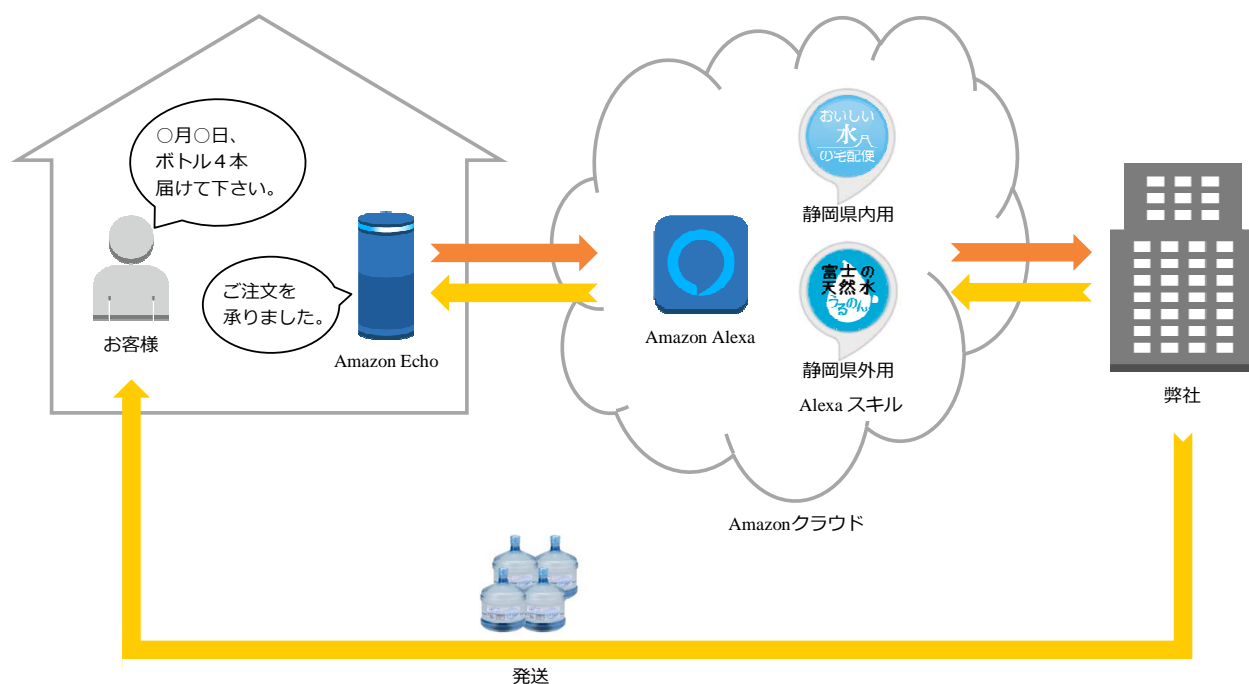 ○月○日、
ボトル４本
届けて下さい。
お客様
ご注文を
承りました。
Amazon Echo
Amazon Alexa
おいしい
水
の宅配便
静岡県内用
富士の
天然水
うるのん
静岡県外用
Alexa スキル
Amazonクラウド
弊社
発送